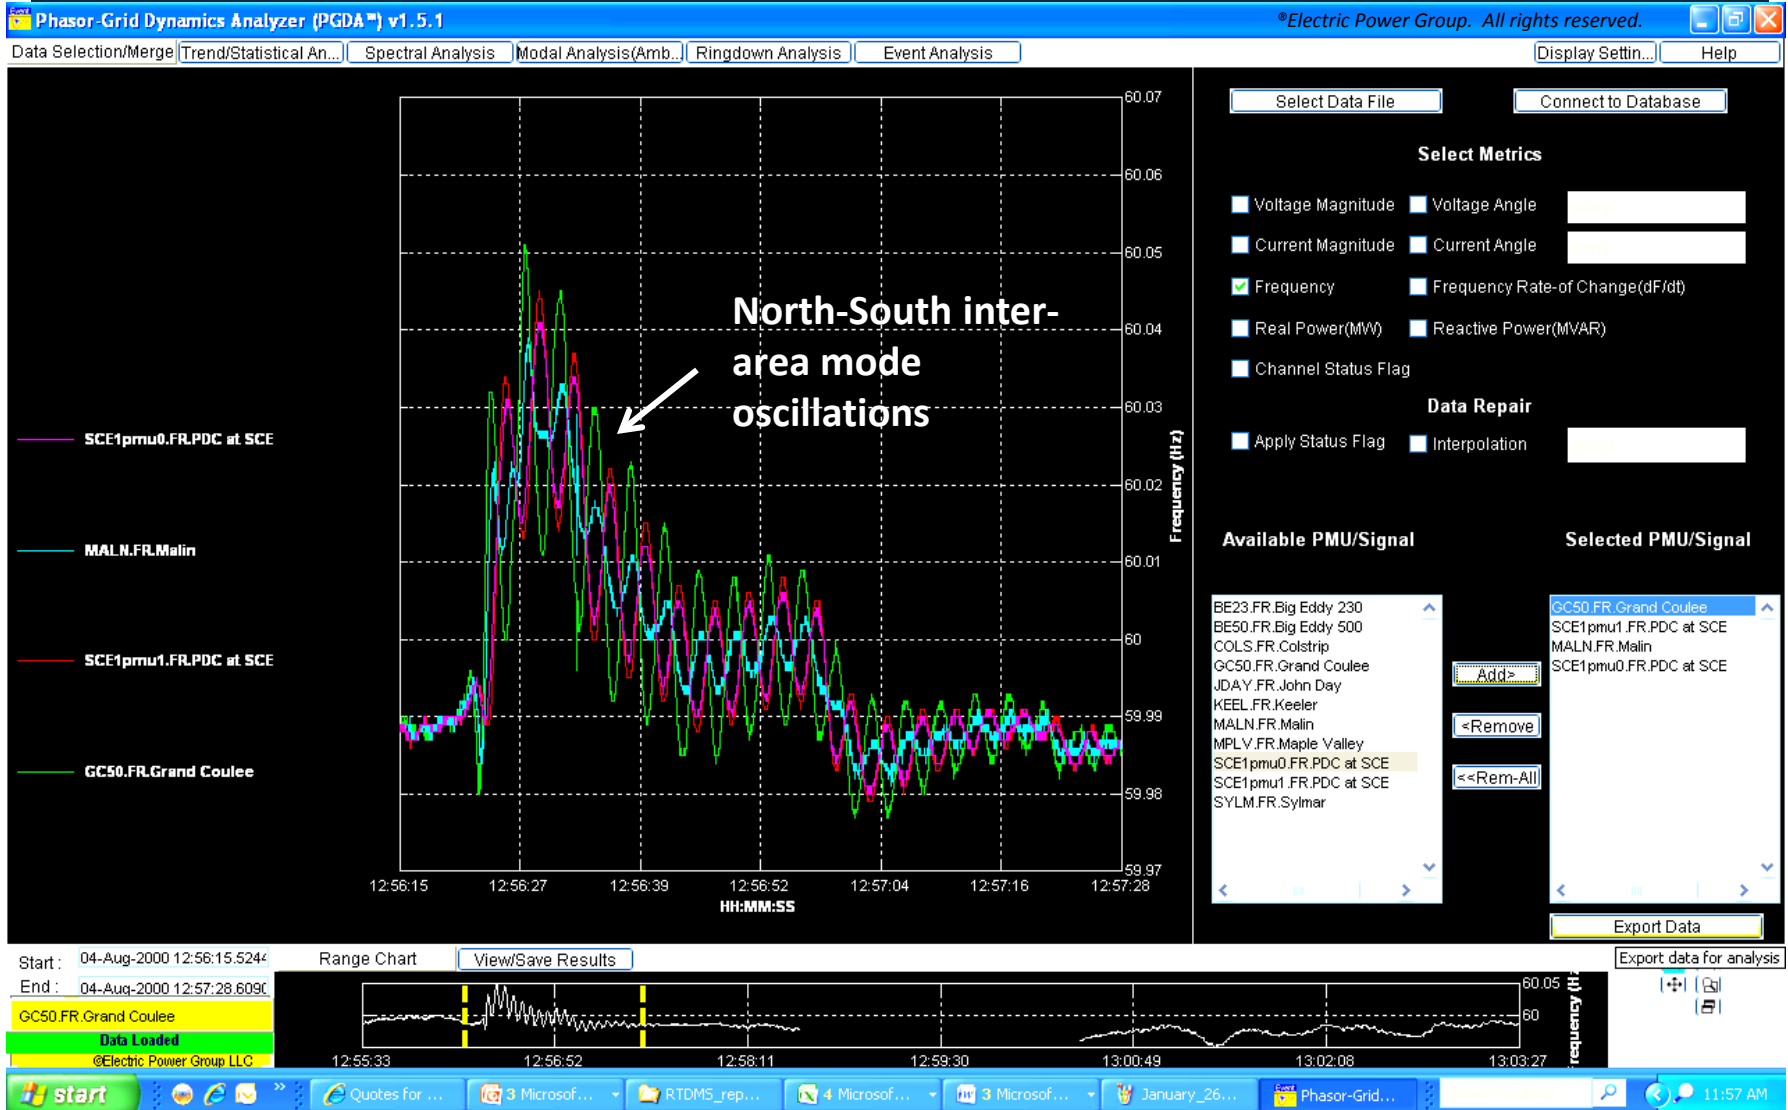 Phasor-Grid Dynamics Analyzer (PGDA™) v1.5.1
®Electric Power Group. All rights reserved.
Data Selection/Merge Trend/Statistical An... Spectral Analysis Modal Analysis(Amb... Ringdown Analysis Event Analysis Display Settin... Help
60.07
60.06
60.05
60.04
60.03
60.02
60.01
60
59.99
59.98
59.97
Frequency (Hz)
North-South inter-
area mode
oscillations
SCE1pmu0.FR.PDC at SCE
MALN.FR.Malin
SCE1pmu1.FR.PDC at SCE
GC50.FR.Grand Coulee
12:56:15 12:56:27 12:56:39 12:56:52 12:57:04 12:57:16 12:57:28
HH:MM:SS
Select Data File Connect to Database
Select Metrics
Voltage Magnitude Voltage Angle
Current Magnitude Current Angle
Frequency Frequency Rate-of Change(dF/dt)
Real Power(MW) Reactive Power(MVAR)
Channel Status Flag
Data Repair
Apply Status Flag Interpolation
Available PMU/Signal Selected PMU/Signal
BE23.FR.Big Eddy 230
BE50.FR.Big Eddy 500
COLS.FR.Colstrip
GC50.FR.Grand Coulee
JDAY.FR.John Day
KEEL.FR.Keeler
MALN.FR.Malin
MPLV.FR.Maple Valley
SCE1pmu0.FR.PDC at SCE
SCE1pmu1.FR.PDC at SCE
SYLM.FR.Sylmar
Add>
<Remove
<<Rem-All
GC50.FR.Grand Coulee
SCE1pmu1.FR.PDC at SCE
MALN.FR.Malin
SCE1pmu0.FR.PDC at SCE
Export Data
Export data for analysis
Start : 04-Aug-2000 12:56:15.5244
End : 04-Aug-2000 12:57:28.6090
GC50.FR.Grand Coulee
Data Loaded
©Electric Power Group LLC
Range Chart View/Save Results
60.05
60
12:55:33 12:56:52 12:58:11 12:59:30 13:00:49 13:02:08 13:03:27
start Quotes for ... 3 Microsof... RTDMS_rep... 4 Microsof... 3 Microsof... January_26... Phasor-Grid... 11:57 AM